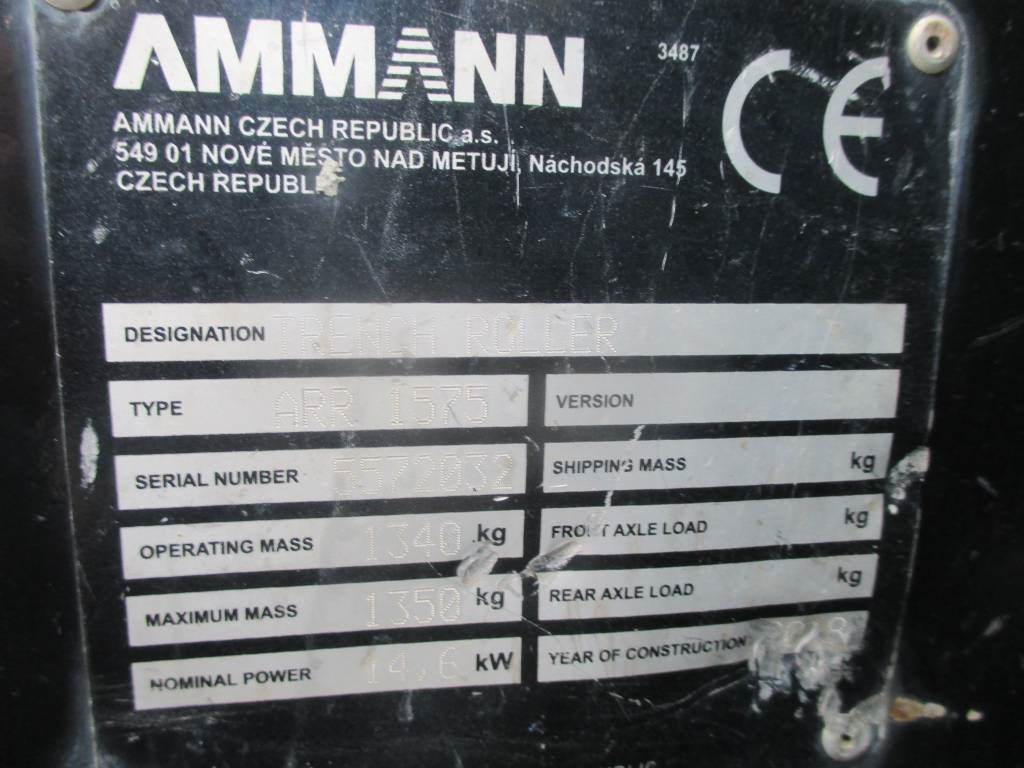 AMMANN
3487
CE
AMMANN CZECH REPUBLIC a.s.
549 01 NOVÉ MĚSTO NAD METUJÍ, Náchodská 145
CZECH
DESIGNATION TRENCH ROLLER
TYPE ARR 1575
VERSION
SERIAL NUMBER
SHIPPING MASS kg
OPERATING MASS 1340 kg
FRONT AXLE LOAD kg
MAXIMUM MASS 1350 kg
REAR AXLE LOAD kg
NOMINAL POWER 14,6 kW
YEAR OF CONSTRUCTION